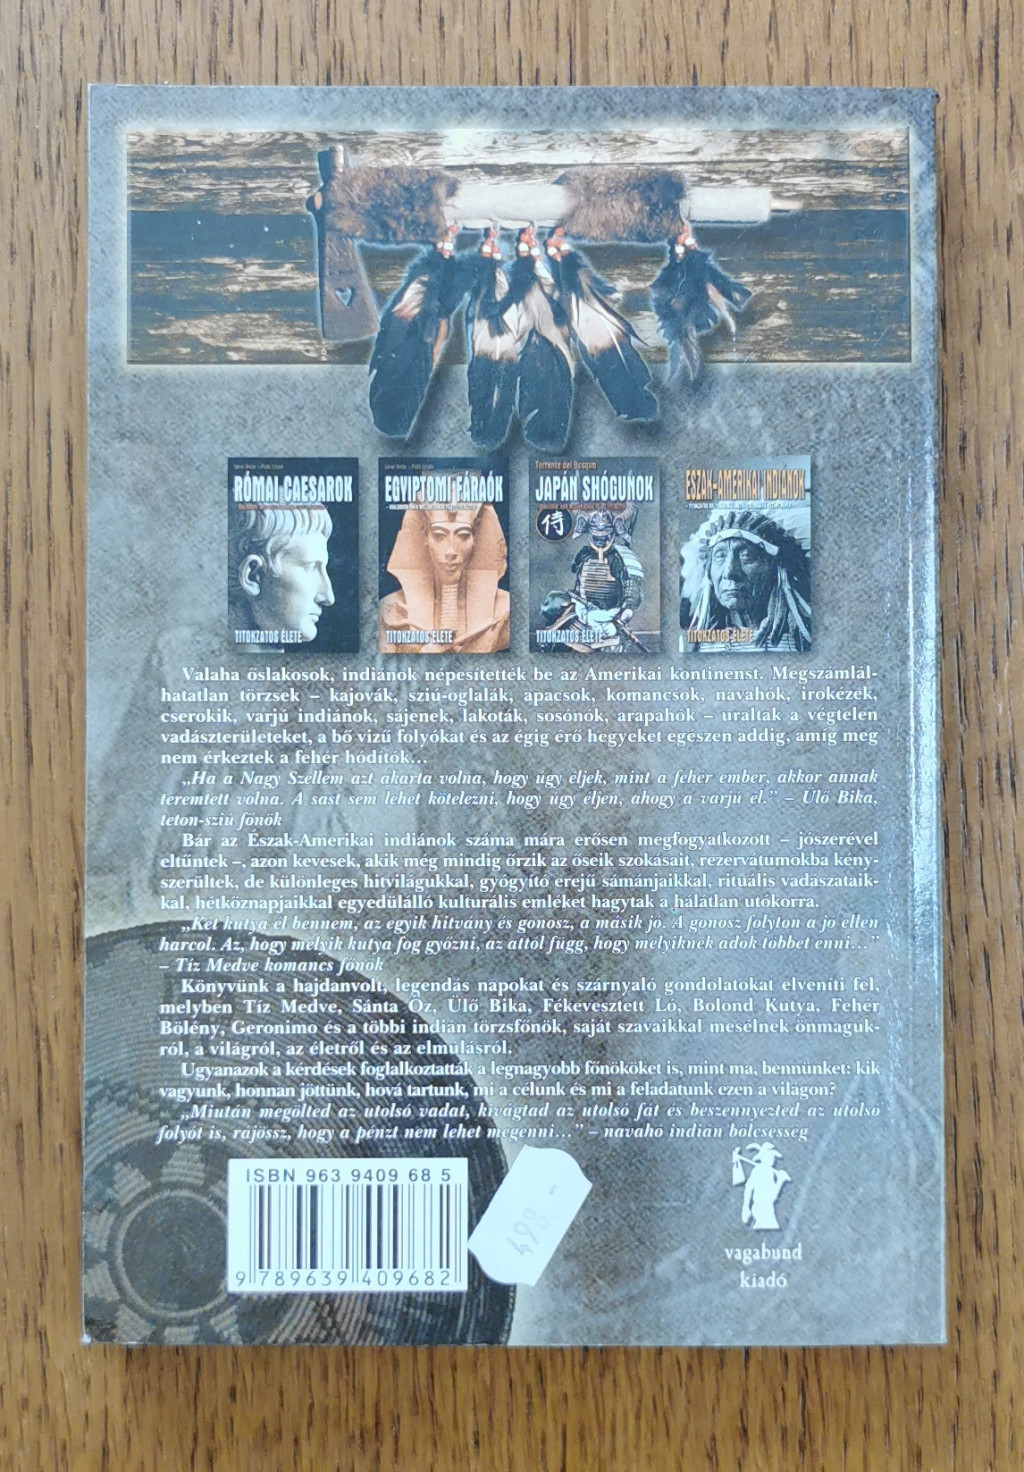 RÓMAI CAESAROK
TITOKZATOS ÉLETE
EGYIPTOMI FÁRAÓK
TITOKZATOS ÉLETE
Terrente del Bosque
JAPÁN SHÓGUNOK
侍
TITOKZATOS ÉLETE
ÉSZAK-AMERIKAI INDIÁNOK
TITOKZATOS ÉLETE
Valaha őslakosok, indiánok népesítették be az Amerikai kontinenst. Megszámlál-
hatatlan törzsek – kajovák, sziú-oglalák, apacsok, komancsok, navahók, irokézek,
cserokik, varjú indiánok, sájenek, lakoták, sosónók, arapahók – uralták a végtelen
vadászterületeket, a bő vizű folyókat és az égig érő hegyeket egészen addig, amíg meg
nem érkeztek a fehér hódítók...
„Ha a Nagy Szellem azt akarta volna, hogy úgy éljek, mint a fehér ember, akkor annak
teremtett volna. A sast sem lehet kötelezni, hogy úgy éljen, ahogy a varjú él.” – Ülő Bika,
teton-sziú főnök
Bár az Észak-Amerikai indiánok száma mára erősen megfogyatkozott – jószerével
eltűntek –, azon kevesek, akik még mindig őrzik az őseik szokásait, rezervátumokba kény-
szerültek, de különleges hitvilágukkal, gyógyító erejű sámánjaikkal, rituális vadászataik-
kal, hétköznapjaikkal egyedülálló kulturális emléket hagytak a hálátlan utókorra.
„Két kutya él bennem, az egyik hitvány és gonosz, a másik jó. A gonosz folyton a jó ellen
harcol. Az, hogy melyik kutya fog győzni, az attól függ, hogy melyiknek adok többet enni...”
– Tíz Medve komancs főnök
Könyvünk a hajdanvolt, legendás napokat és szárnyaló gondolatokat eleveníti fel,
melyben Tíz Medve, Sánta Őz, Ülő Bika, Fékevesztett Ló, Bolond Kutya, Fehér
Bölény, Geronimo és a többi indián törzsfőnök, saját szavaikkal mesélnek önmaguk-
ról, a világról, az életről és az elmúlásról.
Ugyanazok a kérdések foglalkoztatták a legnagyobb főnököket is, mint ma, bennünket: kik
vagyunk, honnan jöttünk, hová tartunk, mi a célunk és mi a feladatunk ezen a világon?
„Miután megölted az utolsó vadat, kivágtad az utolsó fát és beszennyezted az utolsó
folyót is, rájössz, hogy a pénzt nem lehet megenni...” – navahó indián bölcsesség
ISBN 963 9409 68 5
9 789639 409682
498,-
vagabund
kiadó